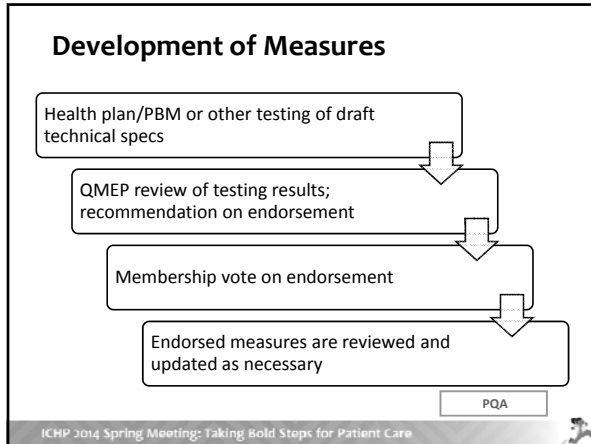 Development of Measures
Health plan/PBM or other testing of draft
technical specs
QMEP review of testing results;
recommendation on endorsement
Membership vote on endorsement
Endorsed measures are reviewed and
updated as necessary
PQA
ICHP 2014 Spring Meeting: Taking Bold Steps for Patient Care